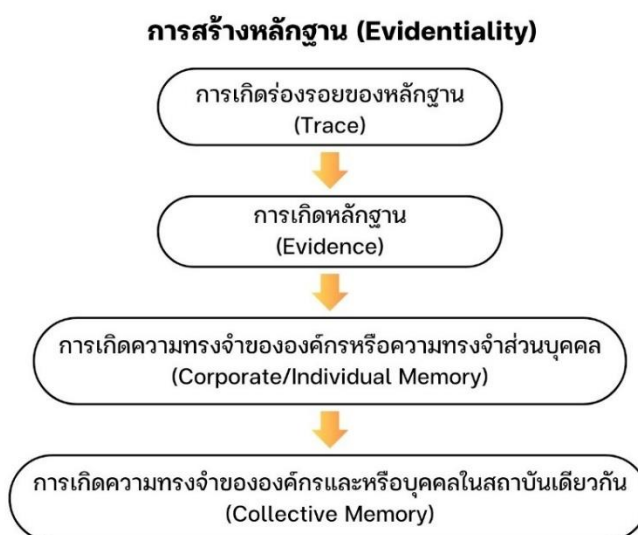 การสร้างหลักฐาน (Evidentiality)
การเกิดร่องรอยของหลักฐาน
(Trace)
การเกิดหลักฐาน
(Evidence)
การเกิดความทรงจำขององค์กรหรือความทรงจำส่วนบุคคล
(Corporate/Individual Memory)
การเกิดความทรงจำขององค์กรและหรือบุคคลในสถาบันเดียวกัน
(Collective Memory)